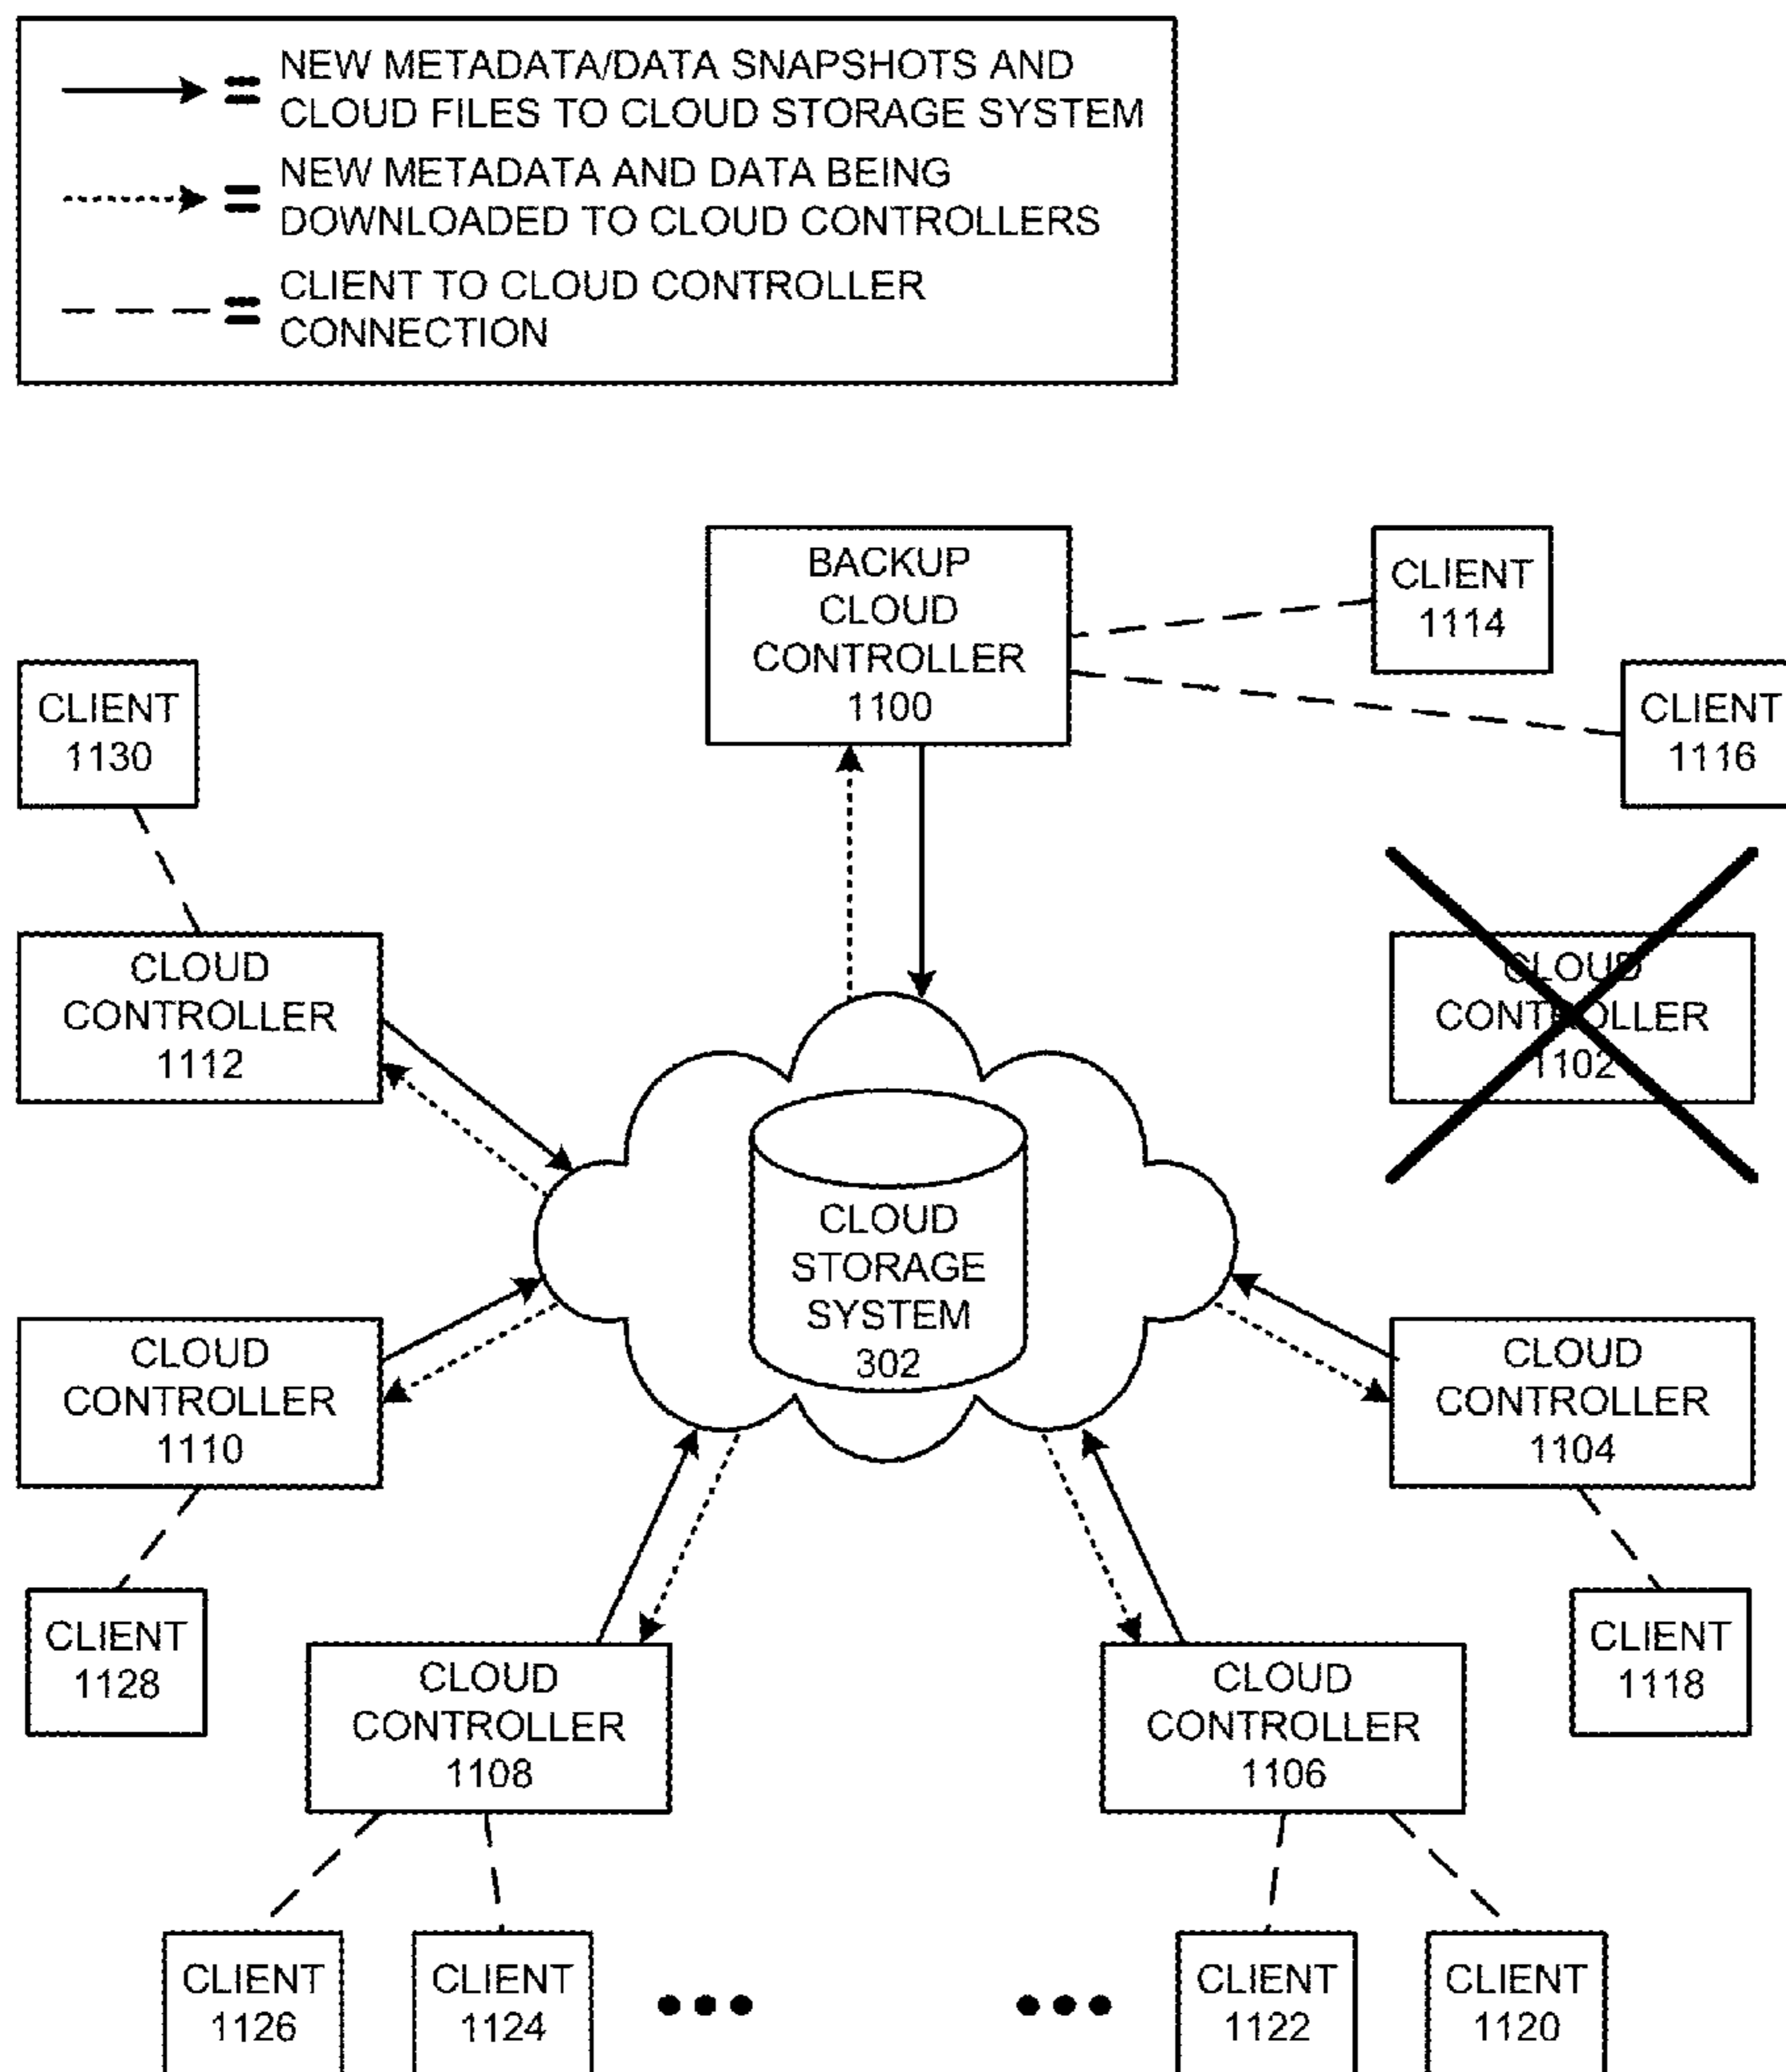 NEW METADATA/DATA SNAPSHOTS AND
CLOUD FILES TO CLOUD STORAGE SYSTEM
NEW METADATA AND DATA BEING
DOWNLOADED TO CLOUD CONTROLLERS
CLIENT TO CLOUD CONTROLLER
CONNECTION
BACKUP
CLOUD
CONTROLLER
1100
CLIENT
1114
CLIENT
1116
CLIENT
1130
CLOUD
CONTROLLER
1112
CLOUD
CONTROLLER
1102
CLOUD
STORAGE
SYSTEM
302
CLOUD
CONTROLLER
1110
CLOUD
CONTROLLER
1104
CLIENT
1128
CLIENT
1118
CLOUD
CONTROLLER
1108
CLOUD
CONTROLLER
1106
CLIENT
1126
CLIENT
1124
CLIENT
1122
CLIENT
1120